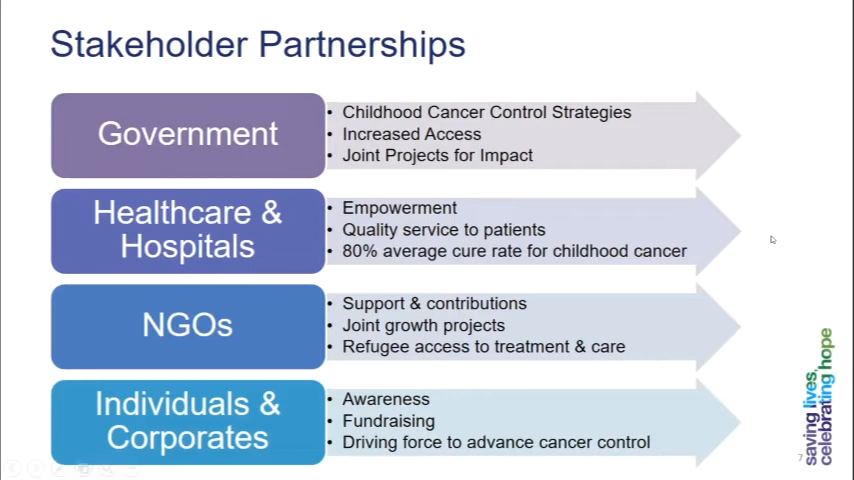 Stakeholder Partnerships
Government
• Childhood Cancer Control Strategies
• Increased Access
• Joint Projects for Impact
Healthcare &
Hospitals
• Empowerment
• Quality service to patients
• 80% average cure rate for childhood cancer
NGOs
• Support & contributions
• Joint growth projects
• Refugee access to treatment & care
Individuals &
Corporates
• Awareness
• Fundraising
• Driving force to advance cancer control
7
saving lives,
celebrating hope